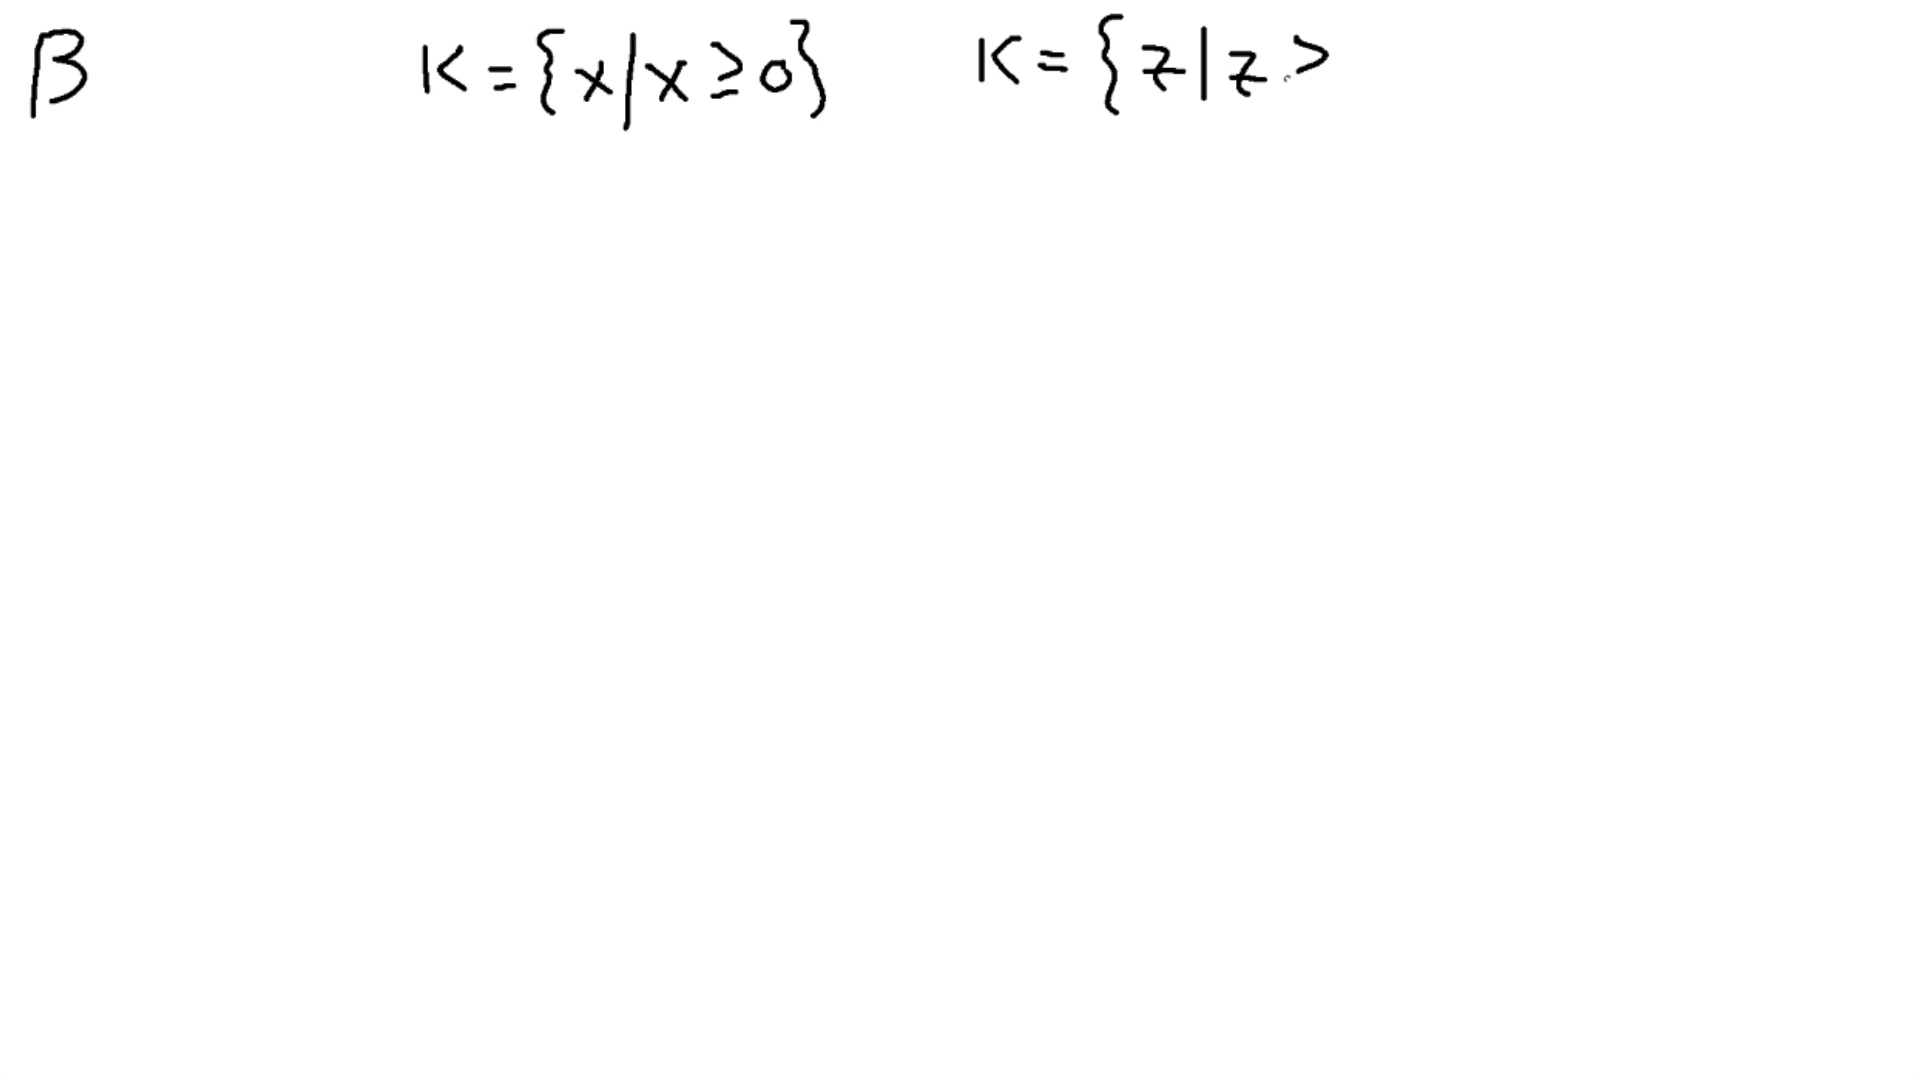 β K = {x | x ≥ 0} K = {z | z >